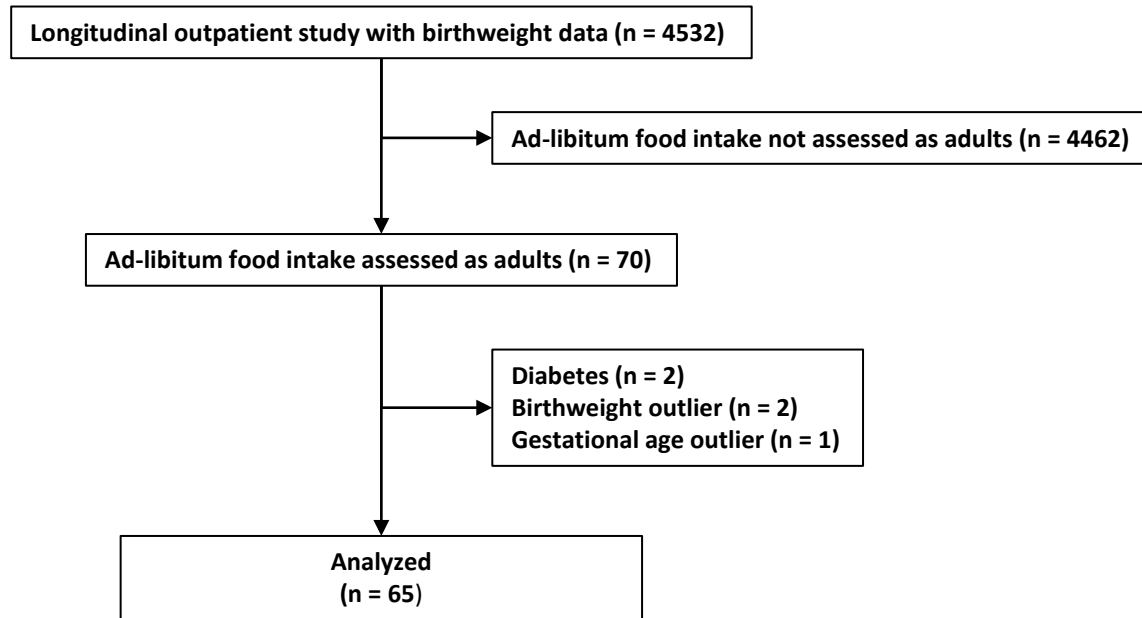 Longitudinal outpatient study with birthweight data (n = 4532)
Ad-libitum food intake not assessed as adults (n = 4462)
Ad-libitum food intake assessed as adults (n = 70)
Diabetes (n = 2)
Birthweight outlier (n = 2)
Gestational age outlier (n = 1)
Analyzed
(n = 65)